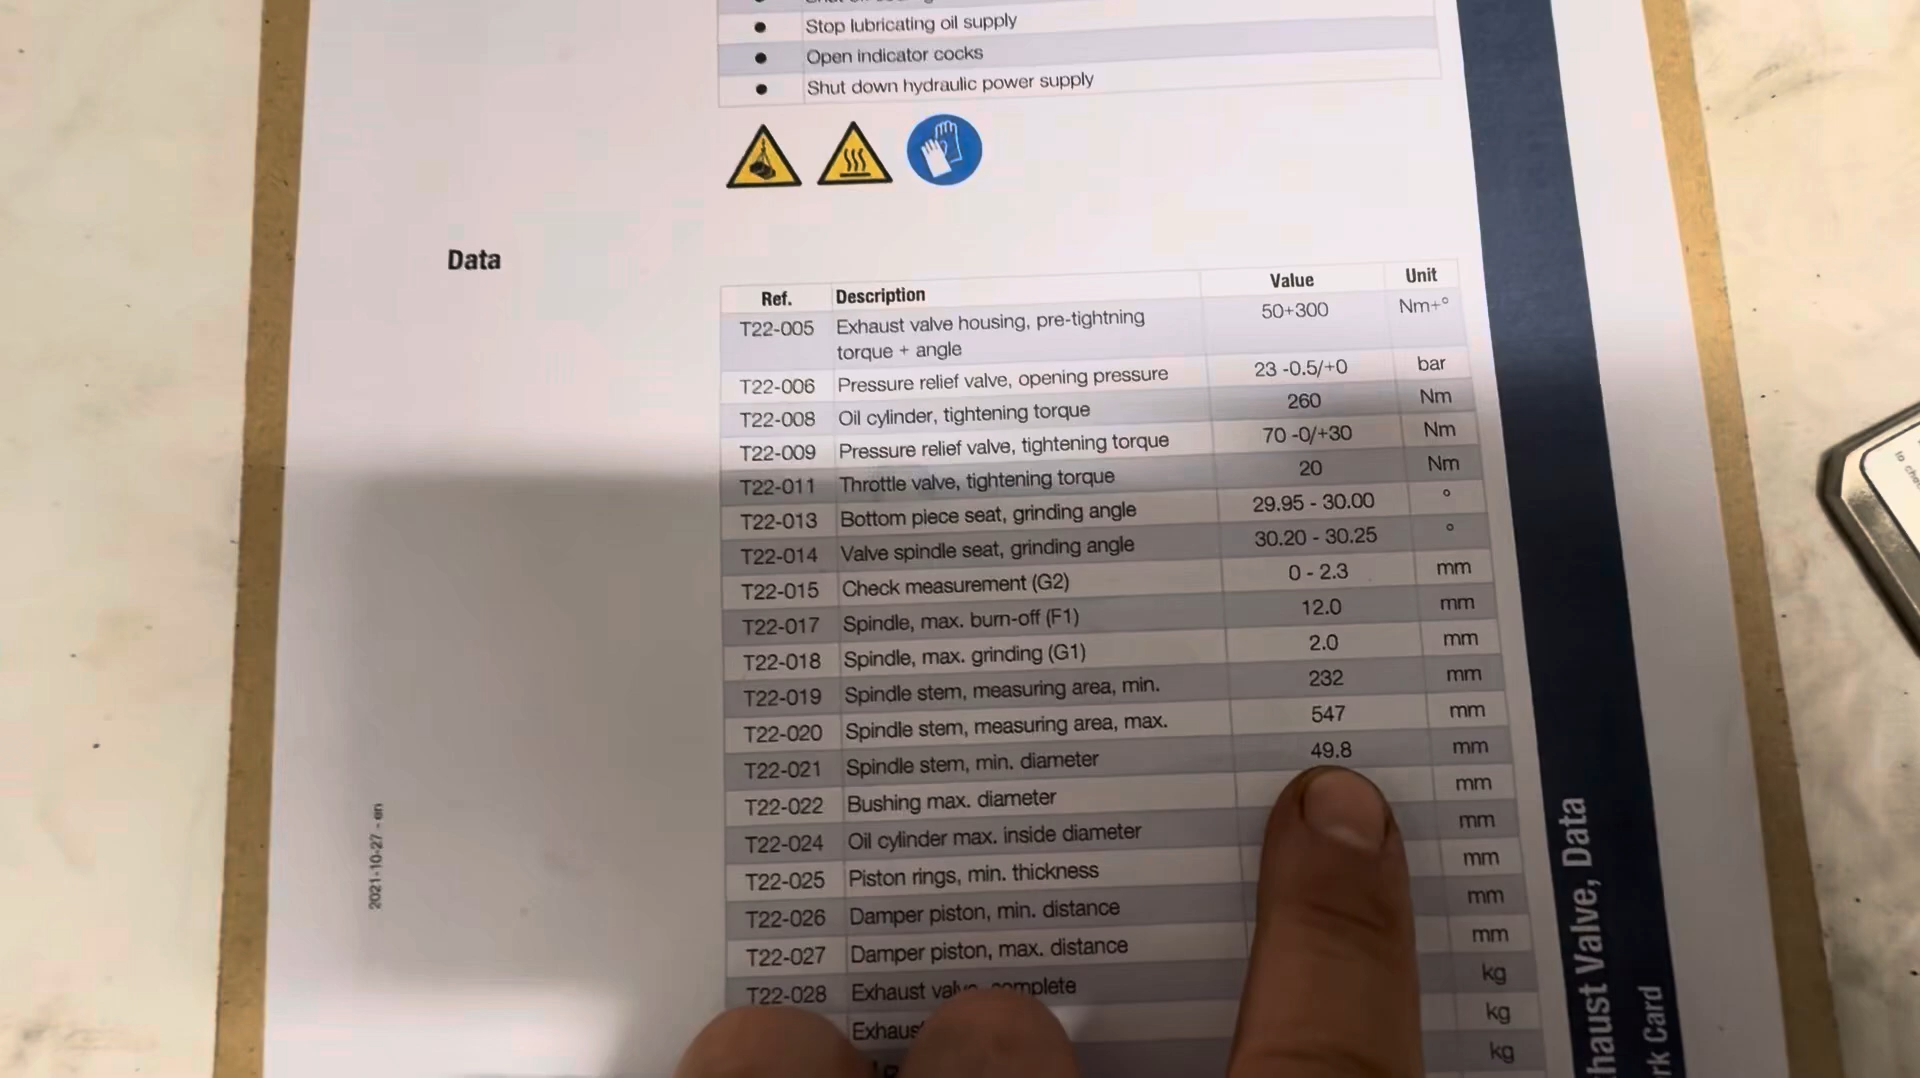 Stop lubricating oil supply
Open indicator cocks
Shut down hydraulic power supply
Data
Ref. Description Value Unit
T22-005 Exhaust valve housing, pre-tightning torque + angle 50+300 Nm+°
T22-006 Pressure relief valve, opening pressure 23 -0.5/+0 bar
T22-008 Oil cylinder, tightening torque 260 Nm
T22-009 Pressure relief valve, tightening torque 70 -0/+30 Nm
T22-011 Throttle valve, tightening torque 20 Nm
T22-013 Bottom piece seat, grinding angle 29.95 - 30.00 °
T22-014 Valve spindle seat, grinding angle 30.20 - 30.25 °
T22-015 Check measurement (G2) 0 - 2.3 mm
T22-017 Spindle, max. burn-off (F1) 12.0 mm
T22-018 Spindle, max. grinding (G1) 2.0 mm
T22-019 Spindle stem, measuring area, min. 232 mm
T22-020 Spindle stem, measuring area, max. 547 mm
T22-021 Spindle stem, min. diameter 49.8 mm
T22-022 Bushing max. diameter mm
T22-024 Oil cylinder max. inside diameter mm
T22-025 Piston rings, min. thickness mm
T22-026 Damper piston, min. distance mm
T22-027 Damper piston, max. distance mm
T22-028 Exhaust valve complete kg
Exhaus kg
kg
2021-10-27 - en
haust Valve, Data
rk Card